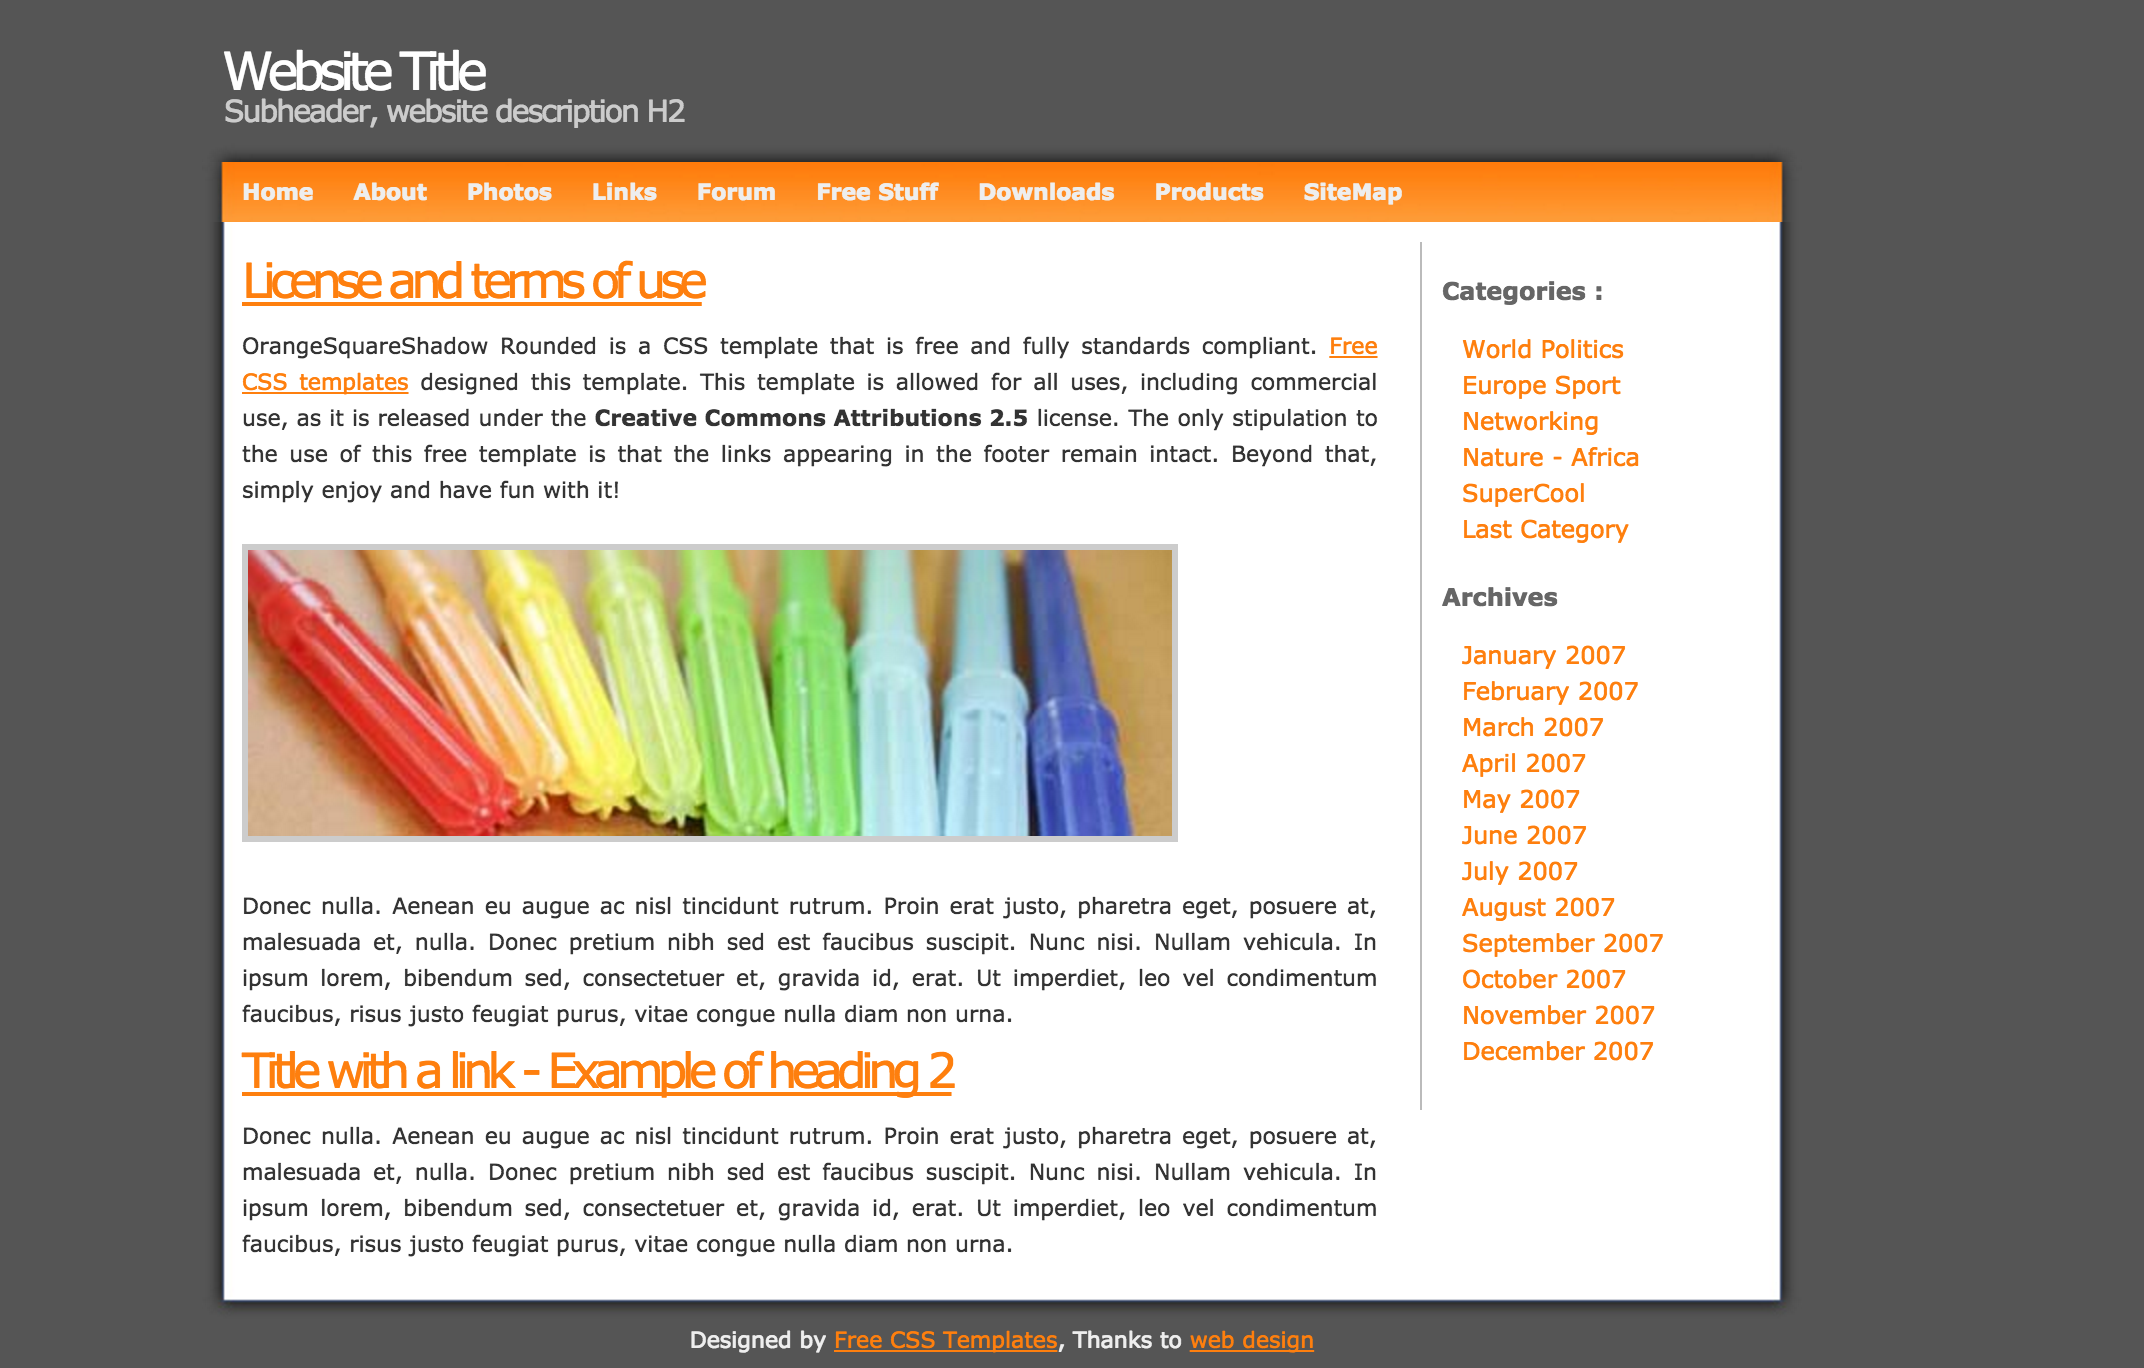 Website Title
Subheader, website description H2
Home About Photos Links Forum Free Stuff Downloads Products SiteMap
License and terms of use
OrangeSquareShadow Rounded is a CSS template that is free and fully standards compliant. Free
CSS templates designed this template. This template is allowed for all uses, including commercial
use, as it is released under the Creative Commons Attributions 2.5 license. The only stipulation to
the use of this free template is that the links appearing in the footer remain intact. Beyond that,
simply enjoy and have fun with it!
Donec nulla. Aenean eu augue ac nisl tincidunt rutrum. Proin erat justo, pharetra eget, posuere at,
malesuada et, nulla. Donec pretium nibh sed est faucibus suscipit. Nunc nisi. Nullam vehicula. In
ipsum lorem, bibendum sed, consectetuer et, gravida id, erat. Ut imperdiet, leo vel condimentum
faucibus, risus justo feugiat purus, vitae congue nulla diam non urna.
Title with a link - Example of heading 2
Donec nulla. Aenean eu augue ac nisl tincidunt rutrum. Proin erat justo, pharetra eget, posuere at,
malesuada et, nulla. Donec pretium nibh sed est faucibus suscipit. Nunc nisi. Nullam vehicula. In
ipsum lorem, bibendum sed, consectetuer et, gravida id, erat. Ut imperdiet, leo vel condimentum
faucibus, risus justo feugiat purus, vitae congue nulla diam non urna.
Categories :
World Politics
Europe Sport
Networking
Nature - Africa
SuperCool
Last Category
Archives
January 2007
February 2007
March 2007
April 2007
May 2007
June 2007
July 2007
August 2007
September 2007
October 2007
November 2007
December 2007
Designed by Free CSS Templates, Thanks to web design